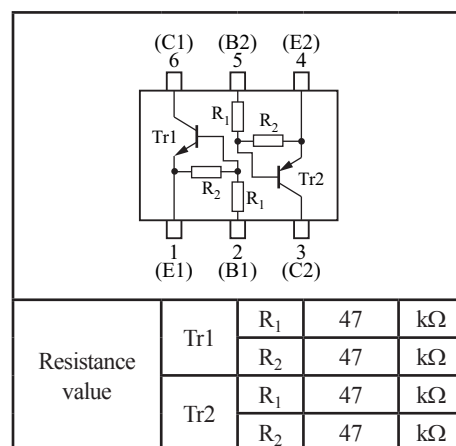 (C1) (B2) (E2)
6 5 4
R1
R2
Tr1
R2
Tr2
R1
1 2 3
(E1) (B1) (C2)
Resistance value
Tr1 R1 47 kΩ
R2 47 kΩ
Tr2 R1 47 kΩ
R2 47 kΩ